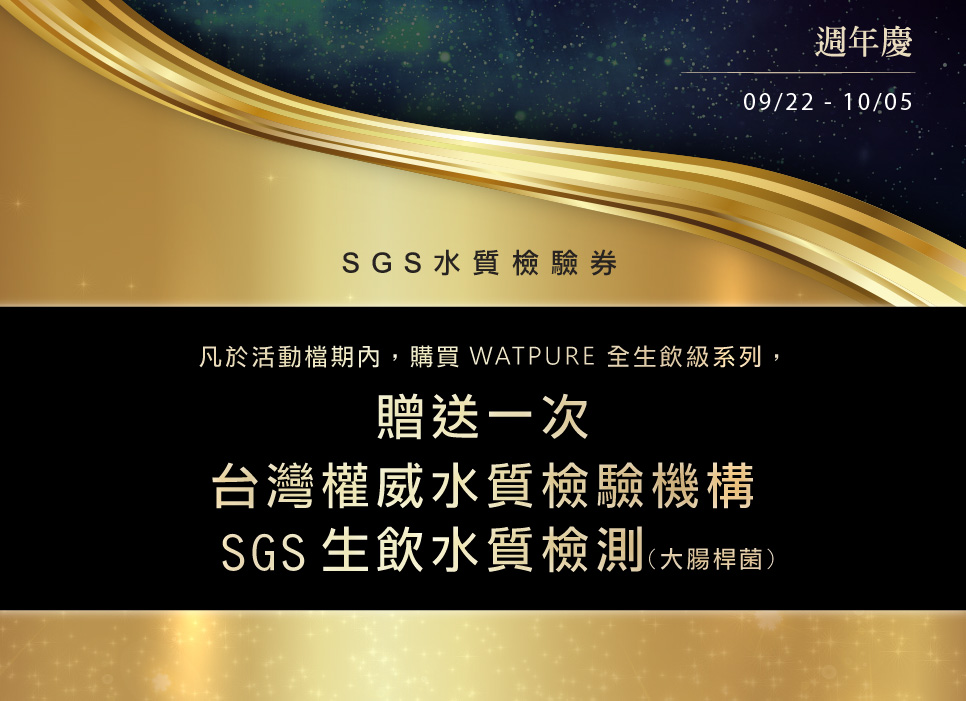 週年慶
09/22 - 10/05
SGS水質檢驗券
凡於活動檔期內，購買 WATPURE 全生飲級系列，
贈送一次
台灣權威水質檢驗機構
SGS 生飲水質檢測（大腸桿菌）